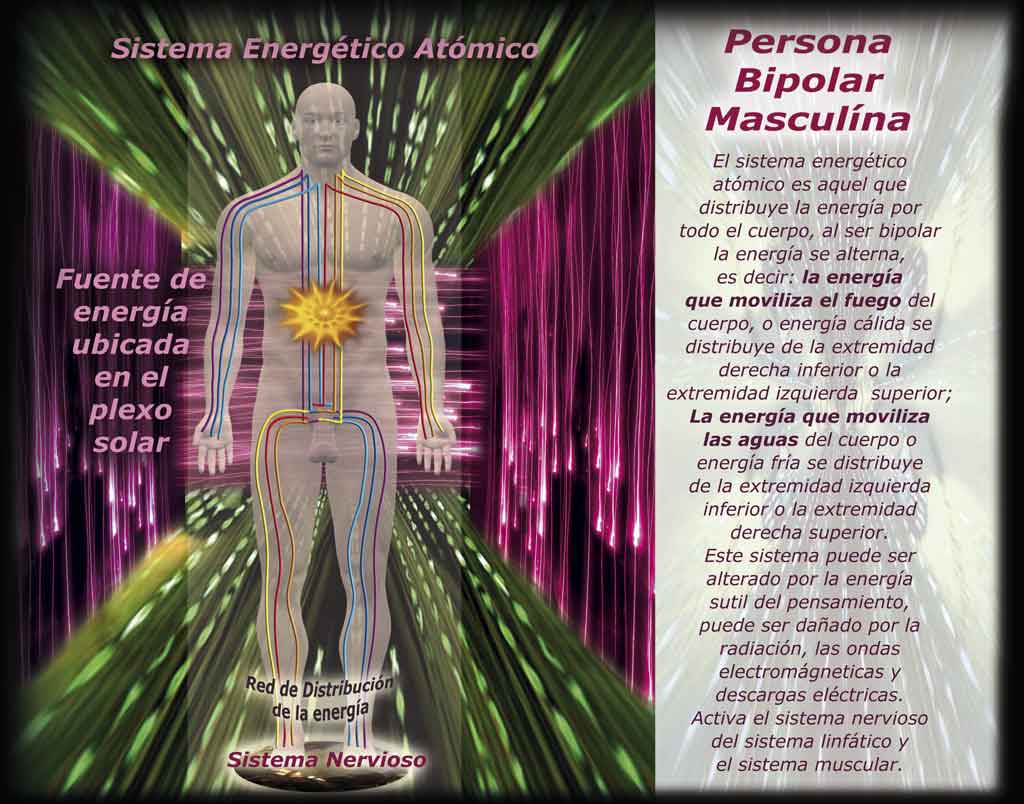 Sistema Energético Atómico
Fuente de
energía
ubicada
en el
plexo
solar
Red de Distribución
de la energía
Sistema Nervioso
Persona
Bipolar
Masculína
El sistema energético
atómico es aquel que
distribuye la energía por
todo el cuerpo, al ser bipolar
la energía se alterna,
es decir: la energía
que moviliza el fuego del
cuerpo, o energía cálida se
distribuye de la extremidad
derecha inferior o la
extremidad izquierda superior;
La energía que moviliza
las aguas del cuerpo o
energía fría se distribuye
de la extremidad izquierda
inferior o la extremidad
derecha superior.
Este sistema puede ser
alterado por la energía
sutil del pensamiento,
puede ser dañado por la
radiación, las ondas
electromágneticas y
descargas eléctricas.
Activa el sistema nervioso
del sistema linfático y
el sistema muscular.